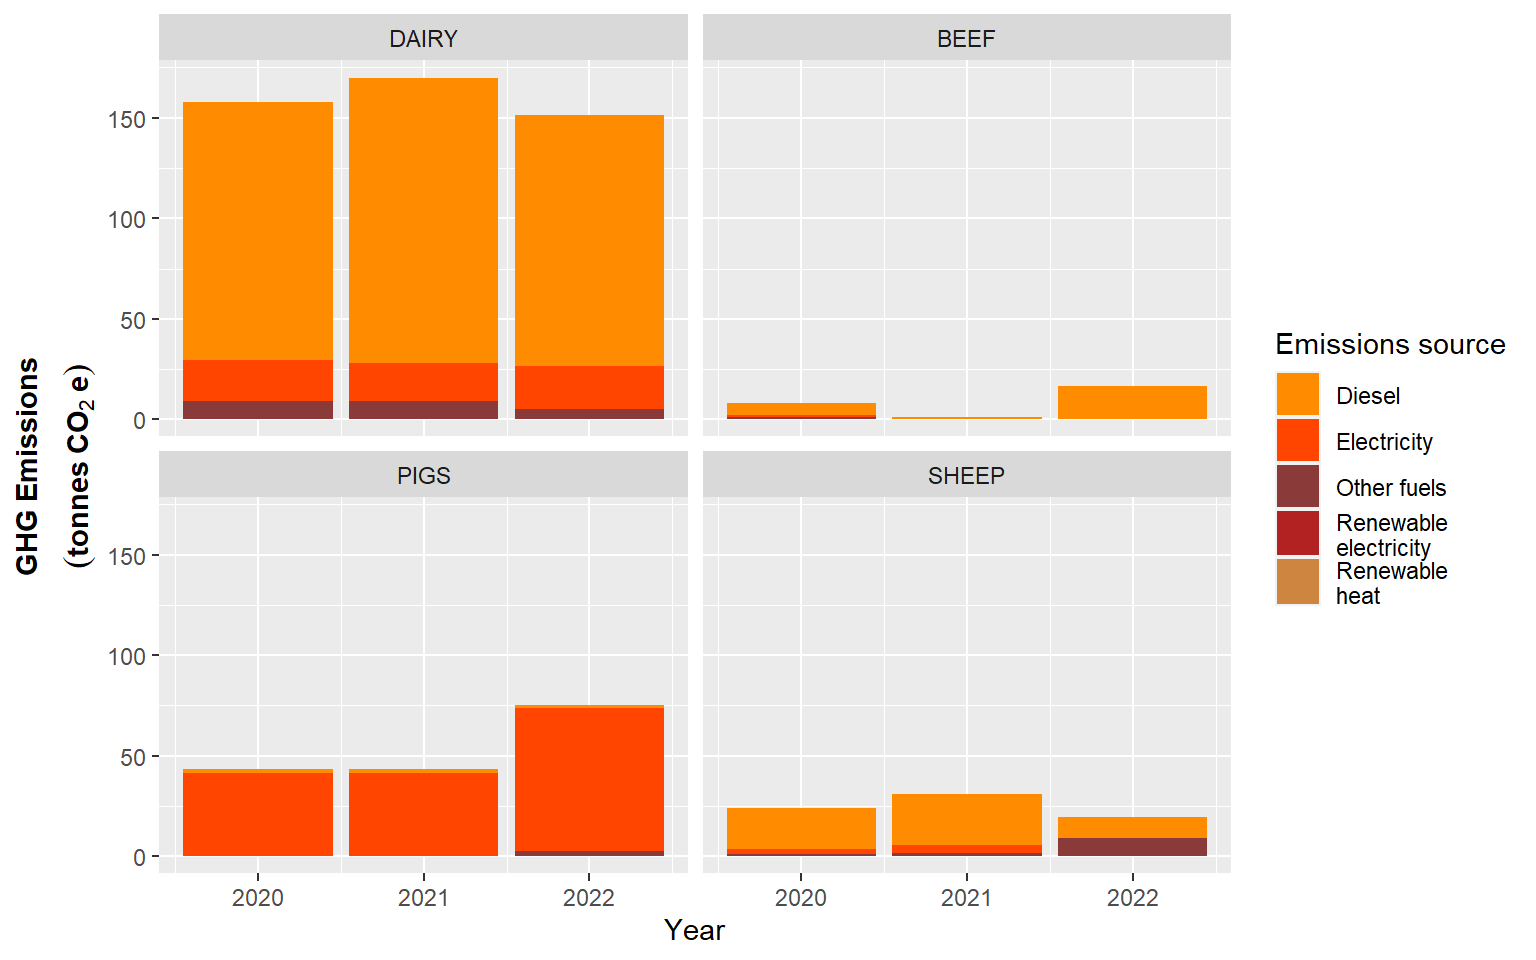 DAIRY
BEEF
150
100
50
0
PIGS
SHEEP
150
100
50
0
2020
2021
2022
2020
2021
2022
Year
GHG Emissions
(tonnes CO₂ e)
Emissions source
Diesel
Electricity
Other fuels
Renewable
electricity
Renewable
heat